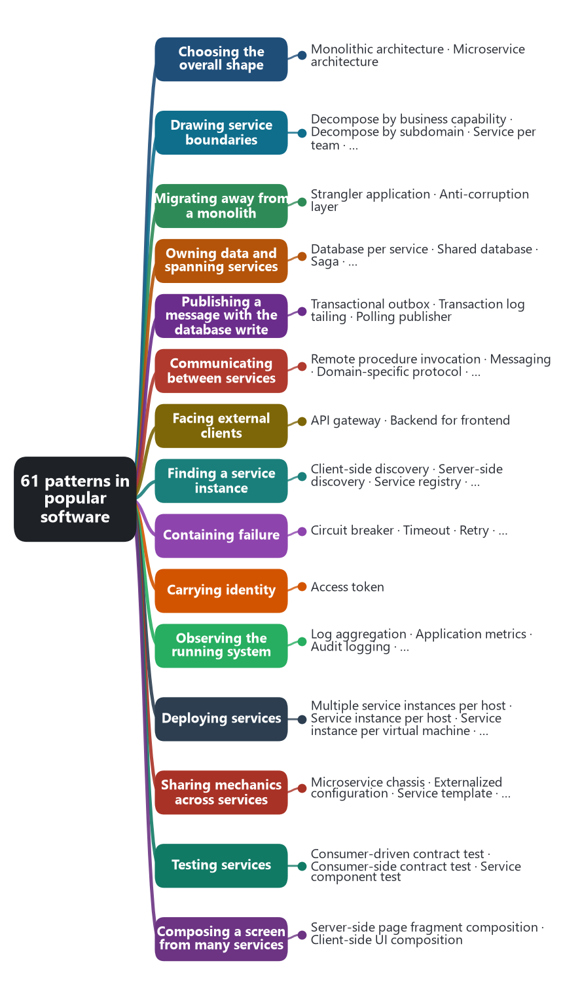 Choosing the
overall shape
Monolithic architecture · Microservice
architecture
Drawing service
boundaries
Decompose by business capability ·
Decompose by subdomain · Service per
team · ...
Migrating away from
a monolith
Strangler application · Anti-corruption
layer
Owning data and
spanning services
Database per service · Shared database ·
Saga · ...
Publishing a
message with the
database write
Transactional outbox · Transaction log
tailing · Polling publisher
Communicating
between services
Remote procedure invocation · Messaging
· Domain-specific protocol · ...
Facing external
clients
API gateway · Backend for frontend
61 patterns in
popular
software
Finding a service
instance
Client-side discovery · Server-side
discovery · Service registry · ...
Containing failure
Circuit breaker · Timeout · Retry · ...
Carrying identity
Access token
Observing the
running system
Log aggregation · Application metrics ·
Audit logging · ...
Deploying services
Multiple service instances per host ·
Service instance per host · Service
instance per virtual machine · ...
Sharing mechanics
across services
Microservice chassis · Externalized
configuration · Service template · ...
Testing services
Consumer-driven contract test ·
Consumer-side contract test · Service
component test
Composing a screen
from many services
Server-side page fragment composition ·
Client-side UI composition